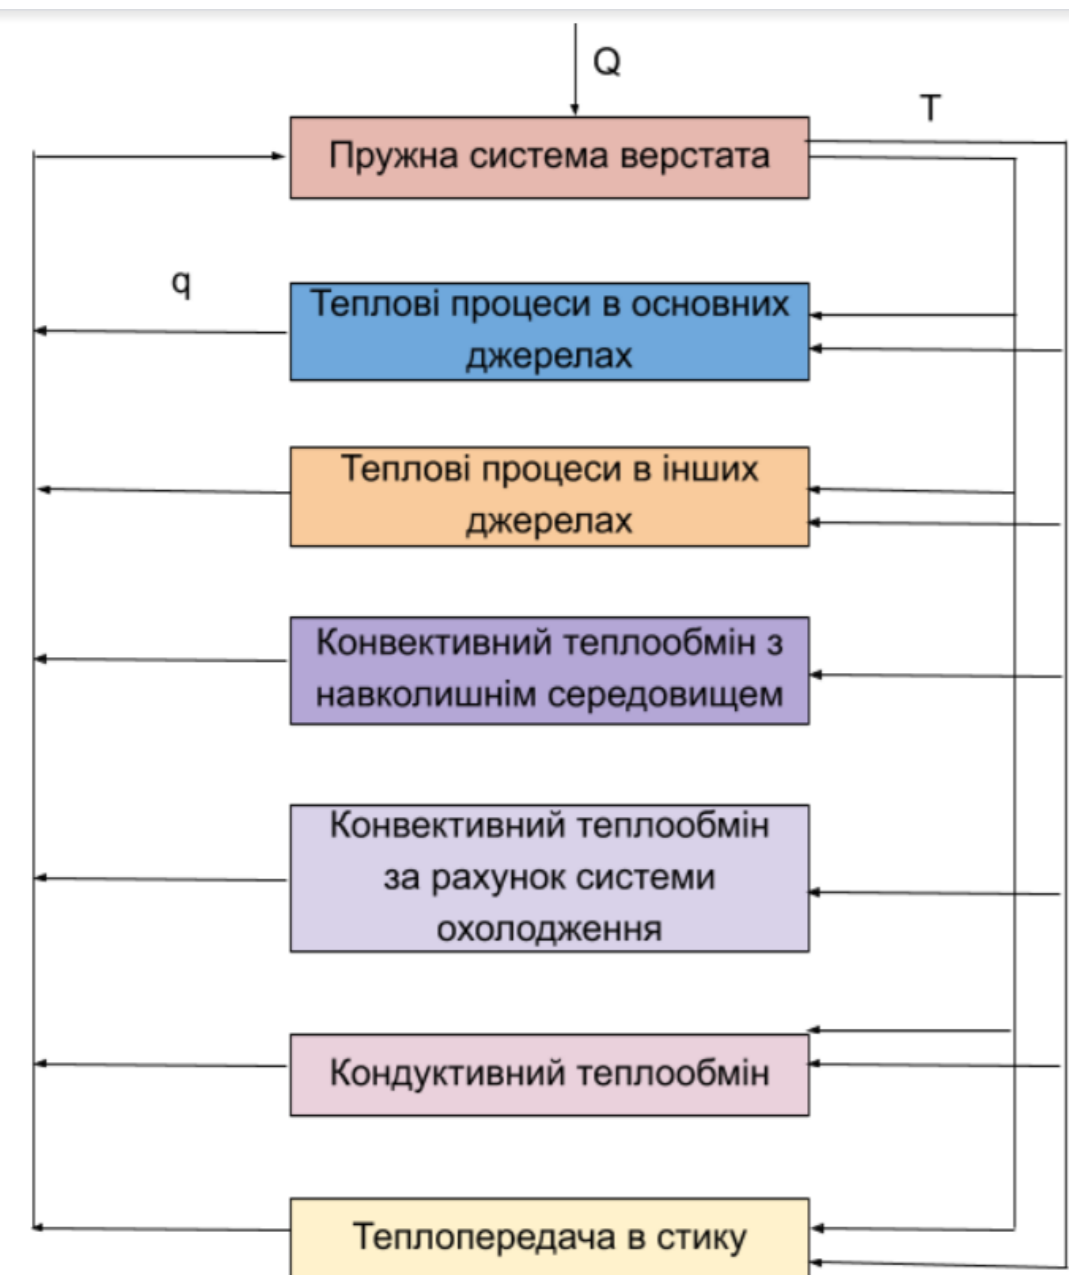 Q
T
Пружна система верстата
q
Теплові процеси в основних
джерелах
Теплові процеси в інших
джерелах
Конвективний теплообмін з
навколишнім середовищем
Конвективний теплообмін
за рахунок системи
охолодження
Кондуктивний теплообмін
Теплопередача в стику